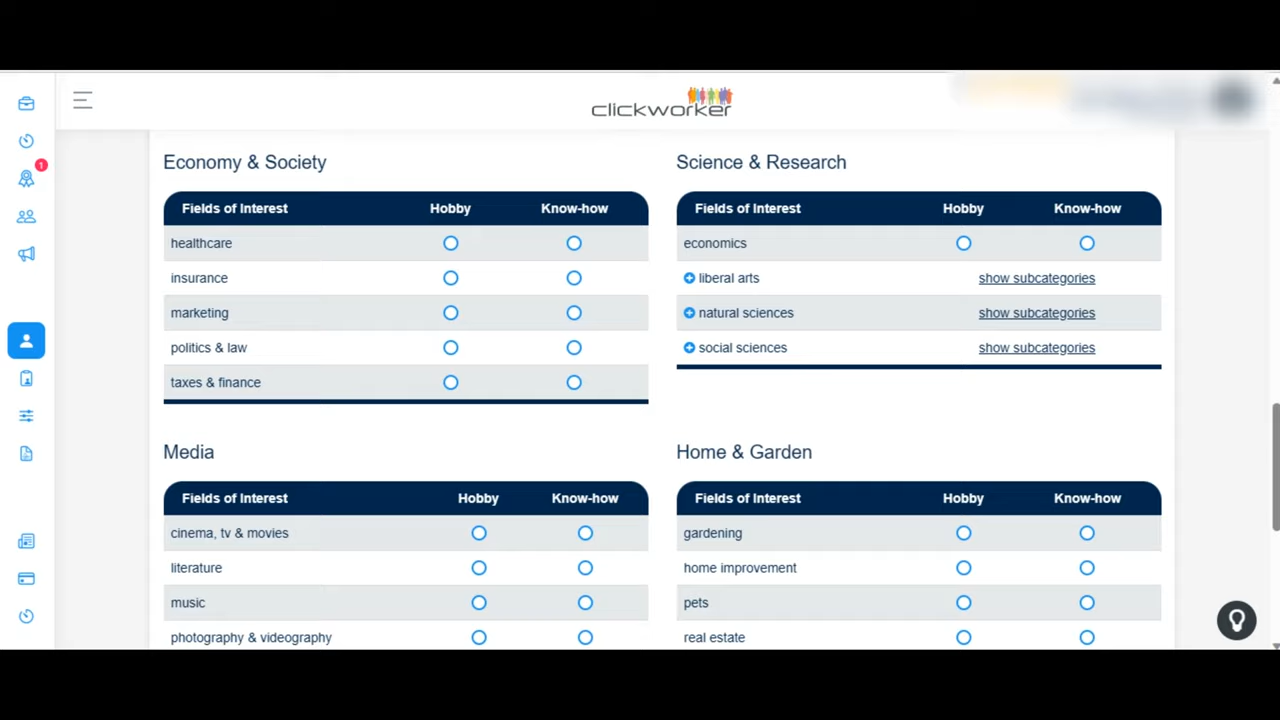 clickworker
1
Economy & Society
Fields of Interest Hobby Know-how
healthcare
insurance
marketing
politics & law
taxes & finance
Science & Research
Fields of Interest Hobby Know-how
economics
liberal arts show subcategories
natural sciences show subcategories
social sciences show subcategories
Media
Fields of Interest Hobby Know-how
cinema, tv & movies
literature
music
photography & videography
Home & Garden
Fields of Interest Hobby Know-how
gardening
home improvement
pets
real estate